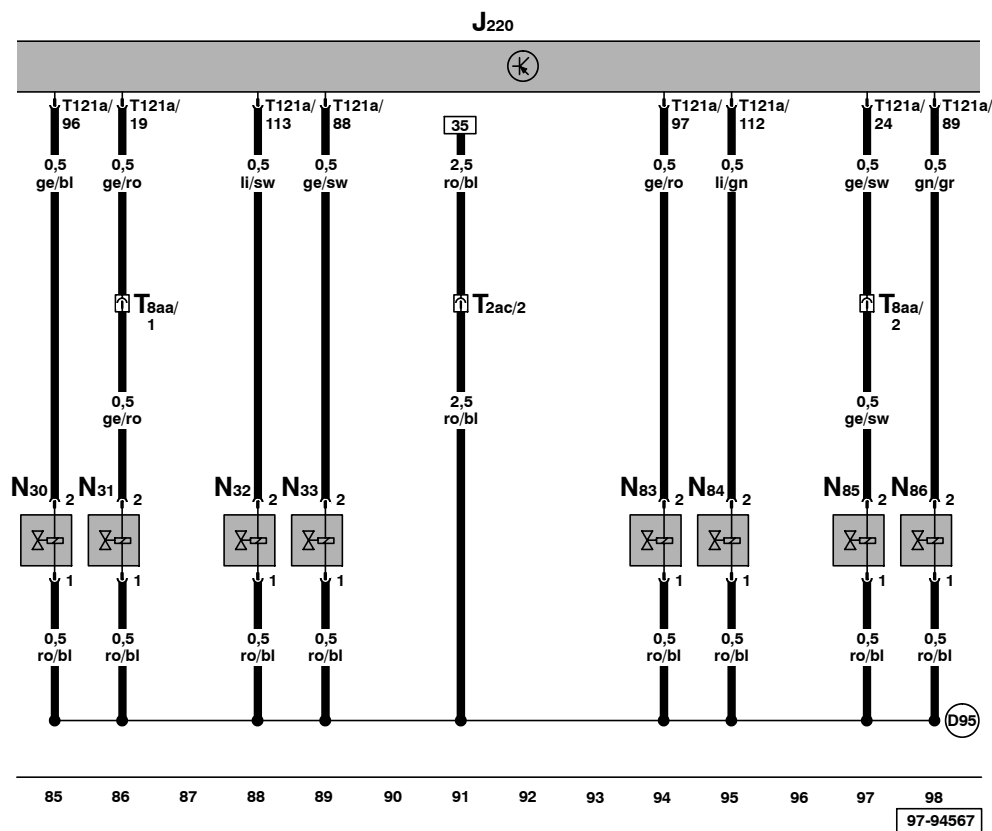 J220
T121a/ T121a/ T121a/ T121a/ T121a/ T121a/ T121a/ T121a/
96 19 113 88 35 97 112 24 89
0,5 0,5 0,5 0,5 2,5 0,5 0,5 0,5 0,5
ge/bl ge/ro li/sw ge/sw ro/bl ge/ro li/gn ge/sw gn/gr
T8aa/ T2ac/2 T8aa/
1 2
0,5 2,5 0,5
ge/ro ro/bl ge/sw
N30 2 N31 2 N32 2 N33 2 N83 2 N84 2 N85 2 N86 2
1 1 1 1 1 1 1 1
0,5 0,5 0,5 0,5 0,5 0,5 0,5 0,5
ro/bl ro/bl ro/bl ro/bl ro/bl ro/bl ro/bl ro/bl
D95
85 86 87 88 89 90 91 92 93 94 95 96 97 98
97-94567